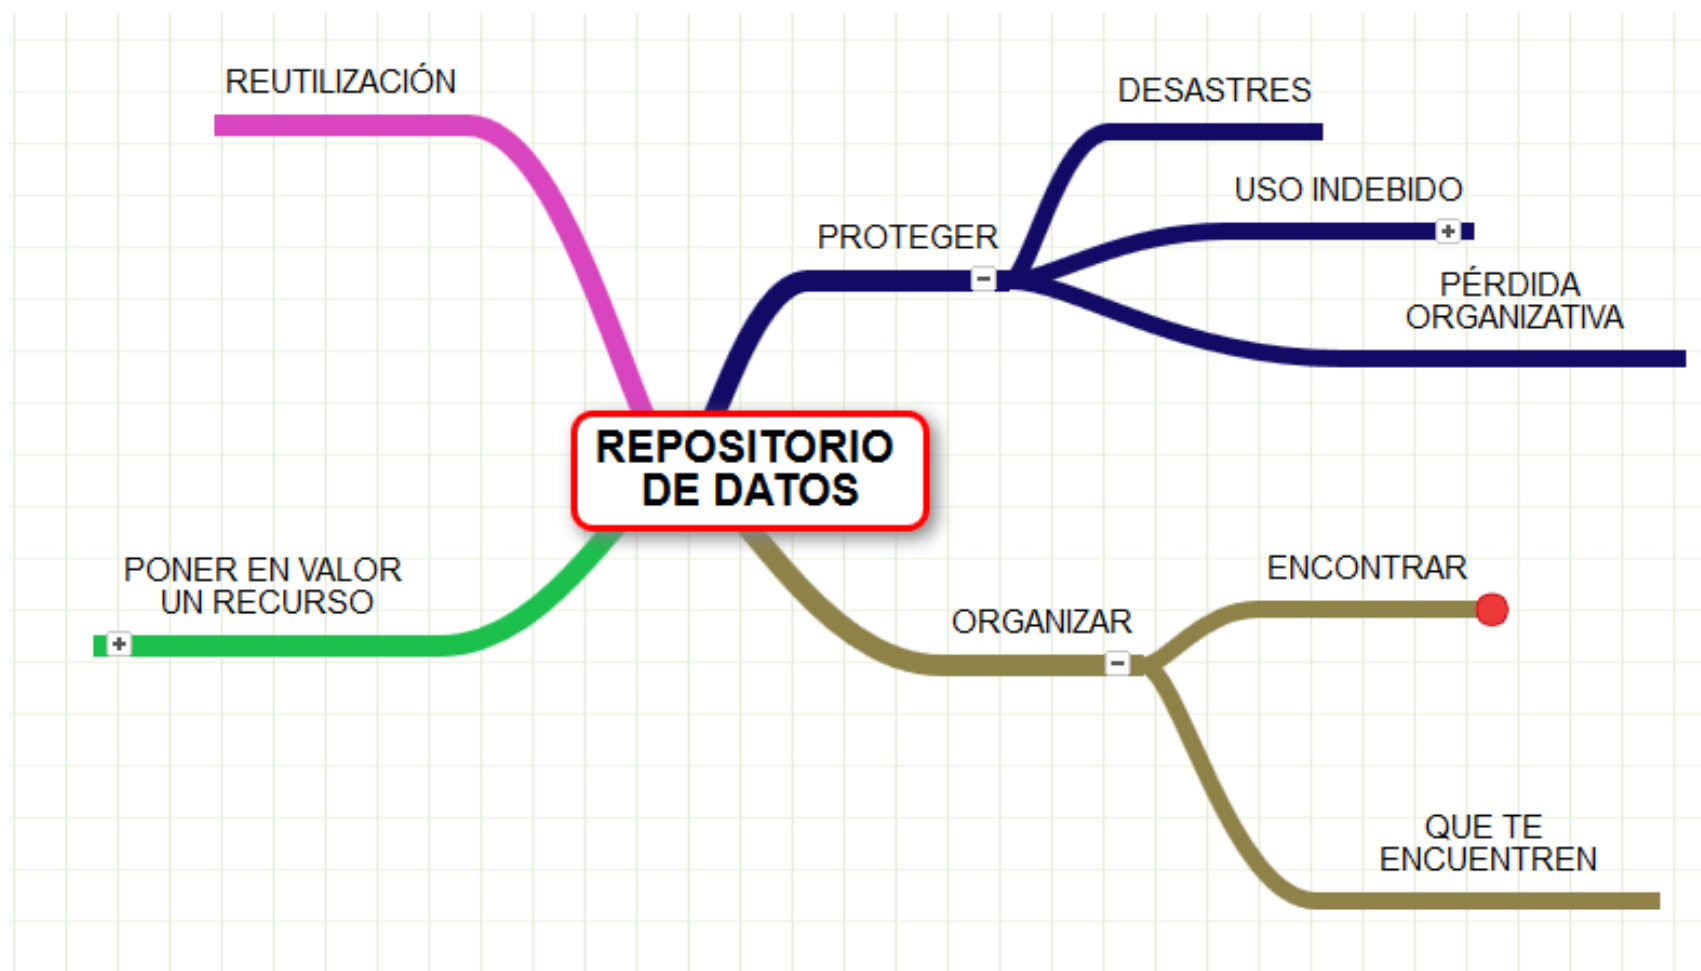 REUTILIZACIÓN
DESASTRES
USO INDEBIDO
PROTEGER
PÉRDIDA
ORGANIZATIVA
REPOSITORIO
DE DATOS
PONER EN VALOR
UN RECURSO
ENCONTRAR
ORGANIZAR
QUE TE
ENCUENTREN